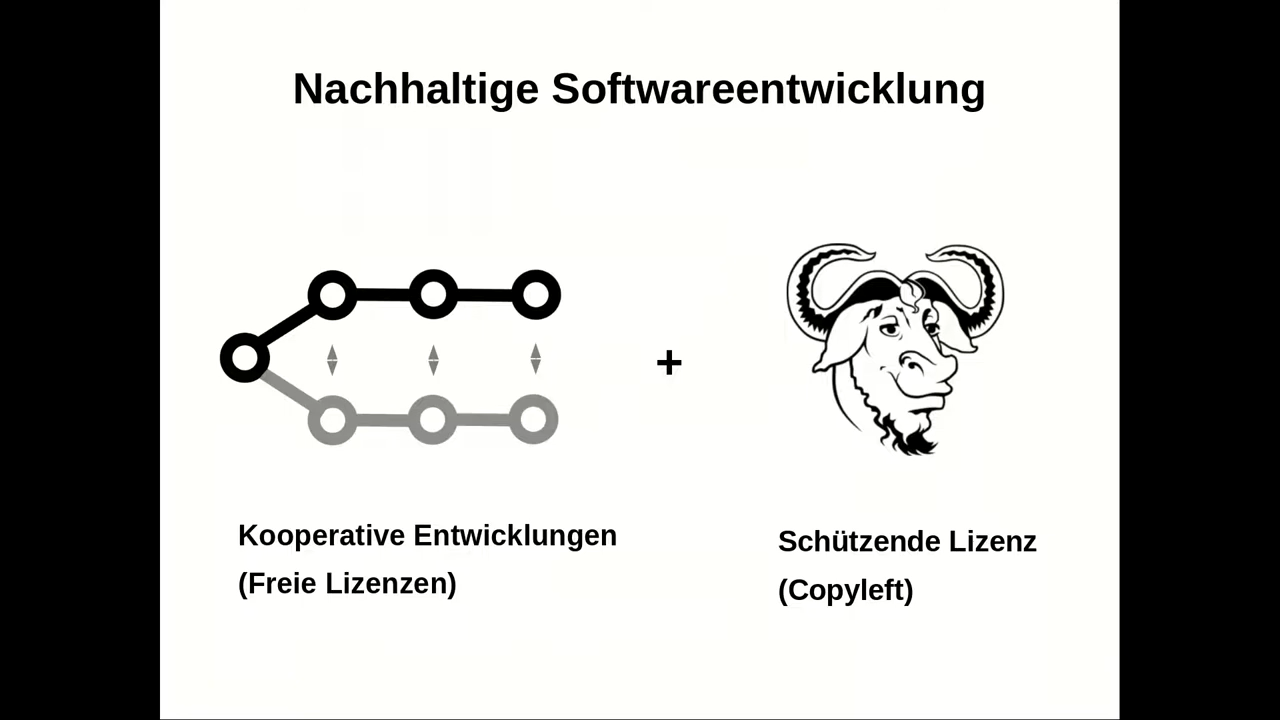 Nachhaltige Softwareentwicklung
+
Kooperative Entwicklungen
(Freie Lizenzen)
Schützende Lizenz
(Copyleft)